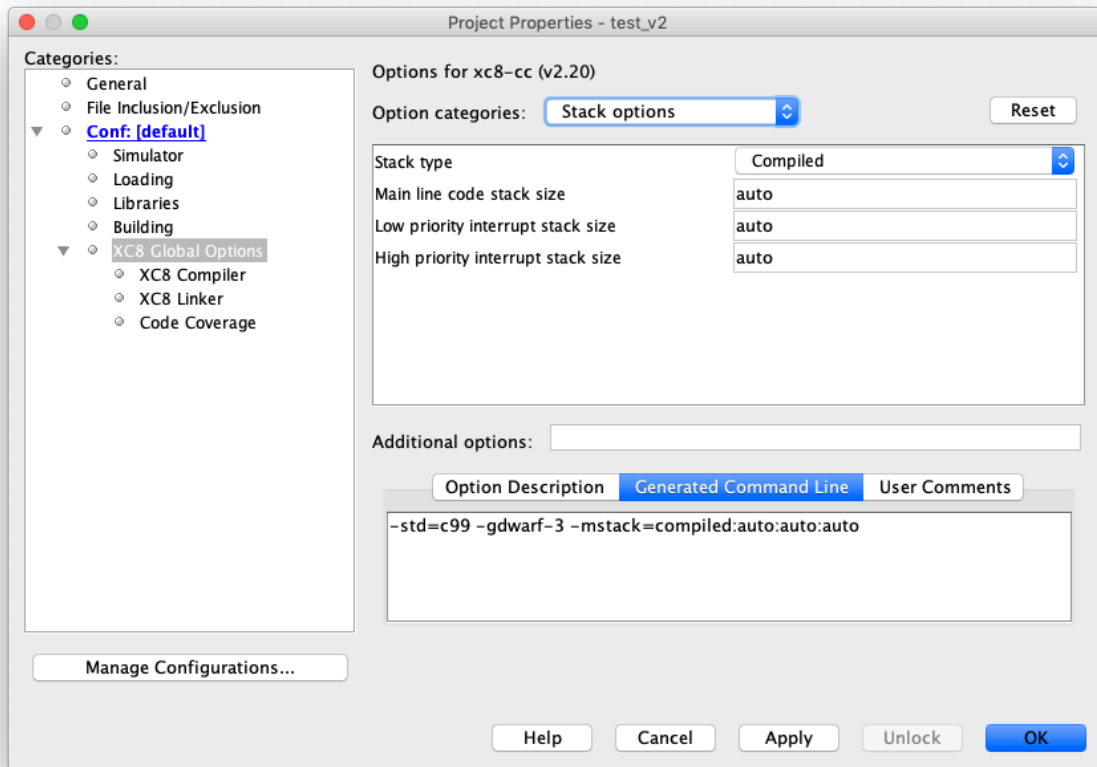 Project Properties - test_v2
Categories:
General
File Inclusion/Exclusion
Conf: [default]
Simulator
Loading
Libraries
Building
XC8 Global Options
XC8 Compiler
XC8 Linker
Code Coverage
Manage Configurations...
Options for xc8-cc (v2.20)
Option categories: Stack options Reset
Stack type Compiled
Main line code stack size auto
Low priority interrupt stack size auto
High priority interrupt stack size auto
Additional options:
Option Description Generated Command Line User Comments
-std=c99 -gdwarf-3 -mstack=compiled:auto:auto:auto
Help Cancel Apply Unlock OK